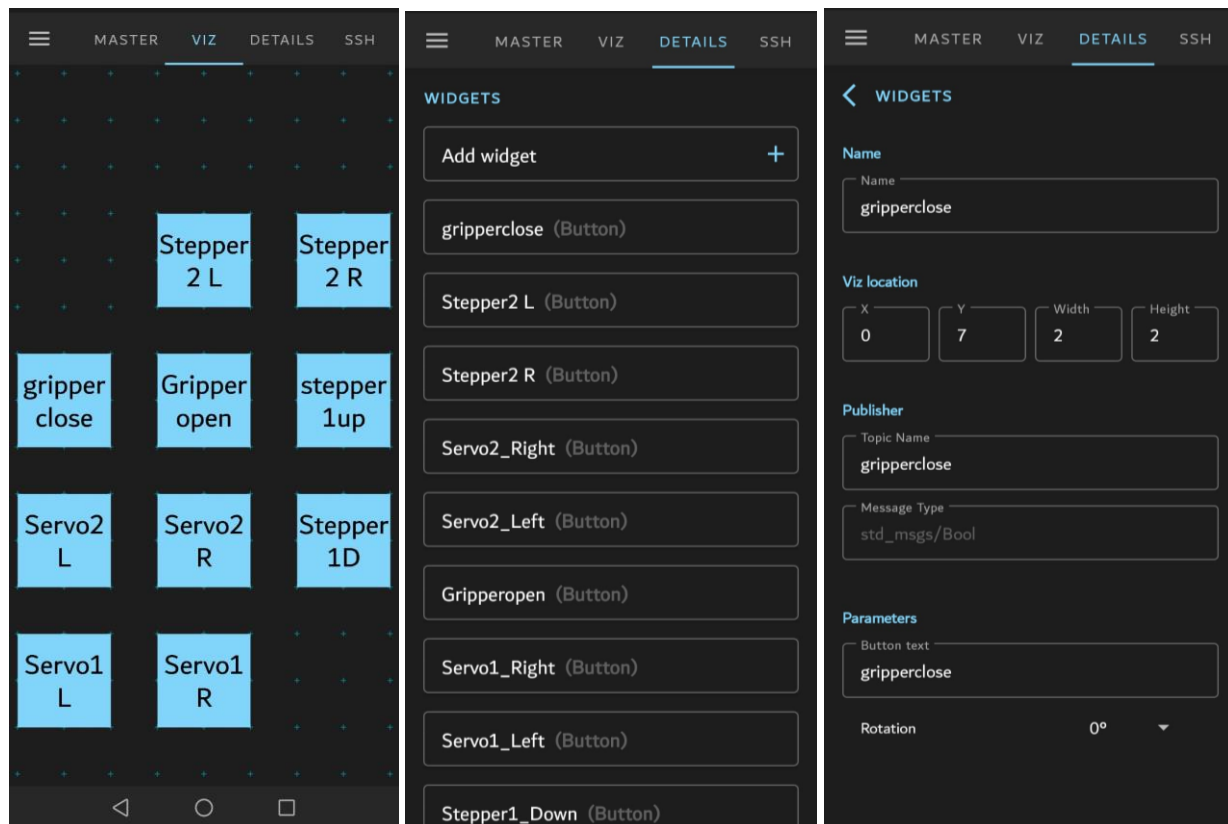 MASTER VIZ DETAILS SSH
Stepper
2 L
Stepper
2 R
gripper
close
Gripper
open
stepper
1up
Servo2
L
Servo2
R
Stepper
1D
Servo1
L
Servo1
R
MASTER VIZ DETAILS SSH
WIDGETS
Add widget +
gripperclose (Button)
Stepper2 L (Button)
Stepper2 R (Button)
Servo2_Right (Button)
Servo2_Left (Button)
Gripperopen (Button)
Servo1_Right (Button)
Servo1_Left (Button)
Stepper1_Down (Button)
MASTER VIZ DETAILS SSH
WIDGETS
Name
Name
gripperclose
Viz location
X Y Width Height
0 7 2 2
Publisher
Topic Name
gripperclose
Message Type
std_msgs/Bool
Parameters
Button text
gripperclose
Rotation 0°